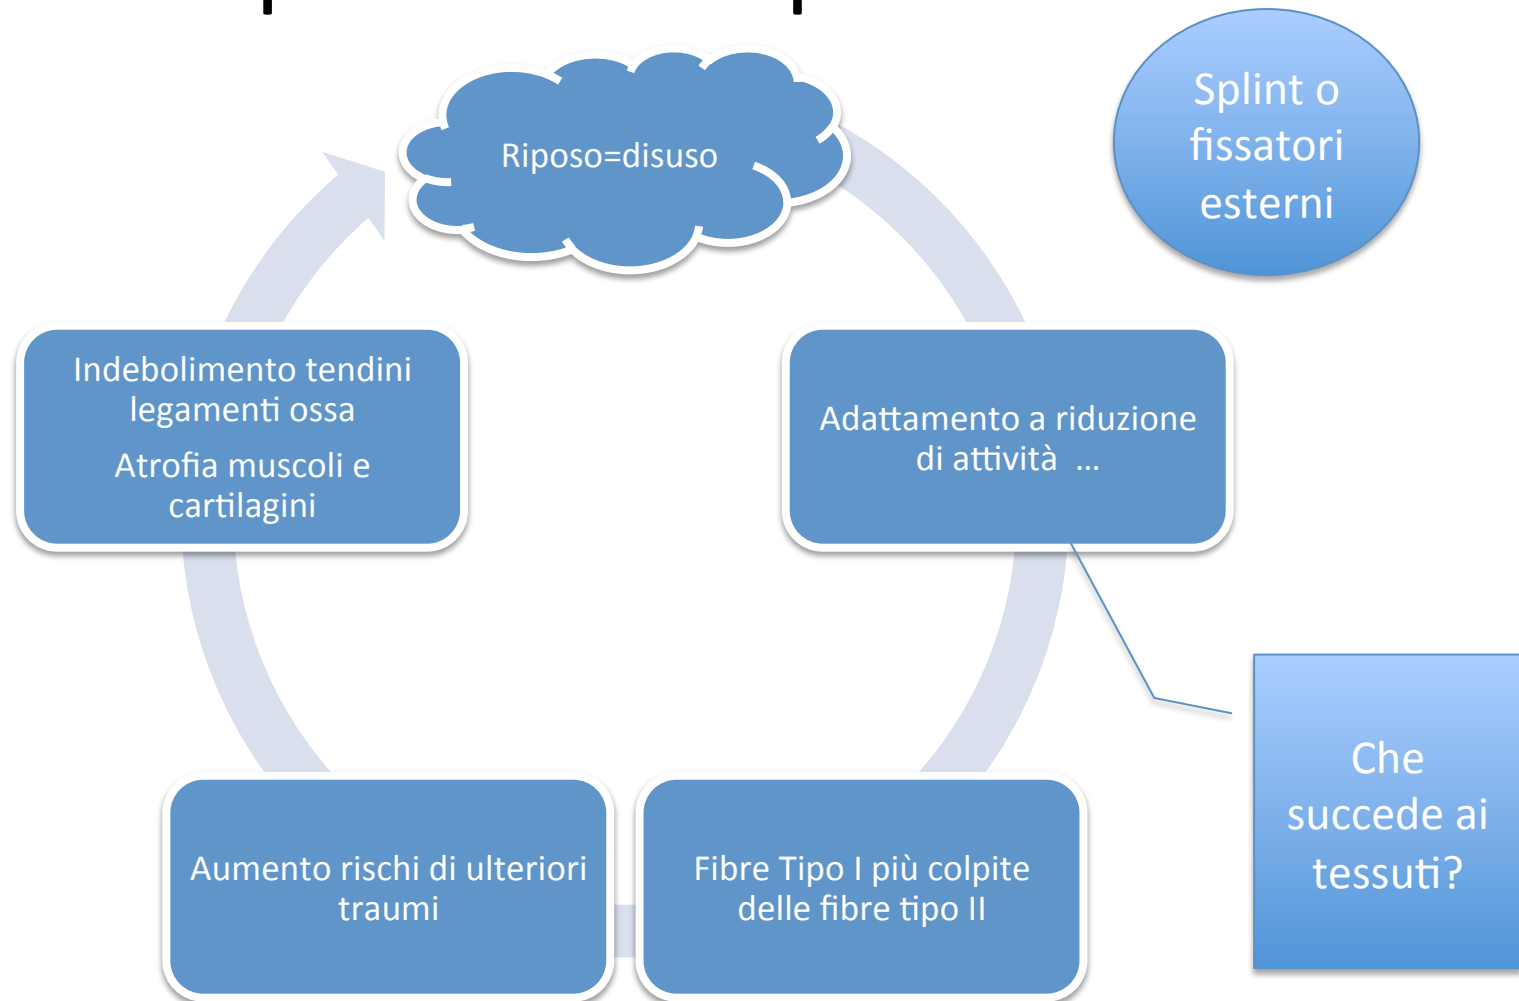 Riposo=disuso
Splint o
fissatori
esterni
Indebolimento tendini
legamenti ossa
Atrofia muscoli e
cartilagini
Adattamento a riduzione
di attività ...
Che
succede ai
tessuti?
Aumento rischi di ulteriori
traumi
Fibre Tipo I più colpite
delle fibre tipo II